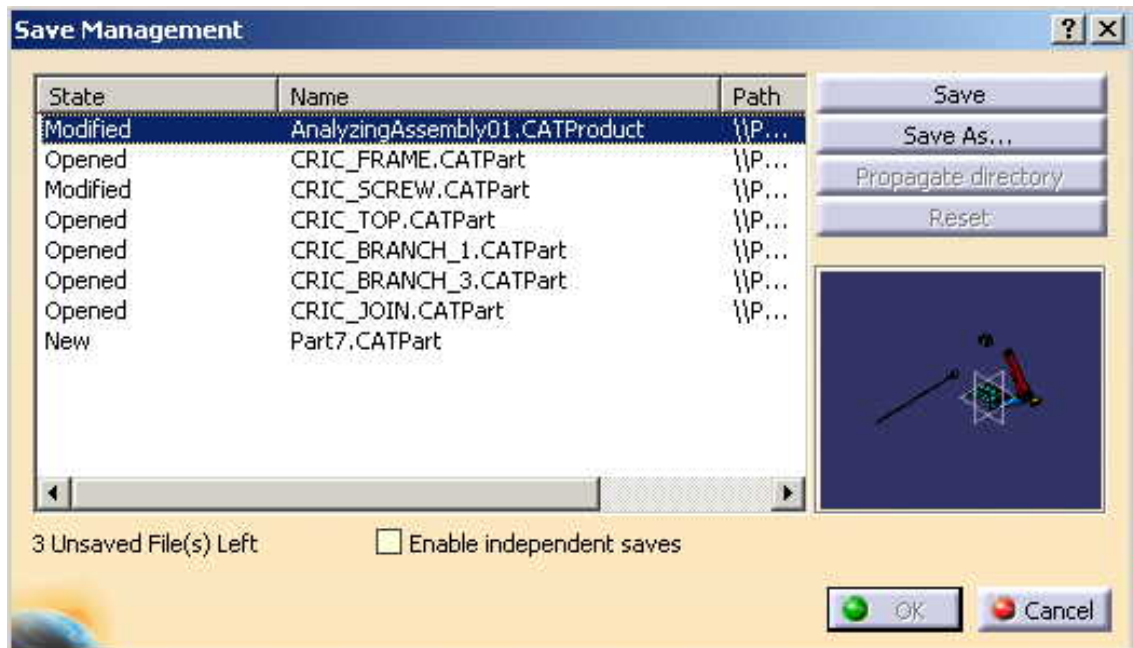 Save Management
State Name Path
Modified AnalyzingAssembly01.CATProduct \\P...
Opened CRIC_FRAME.CATPart \\P...
Modified CRIC_SCREW.CATPart \\P...
Opened CRIC_TOP.CATPart \\P...
Opened CRIC_BRANCH_1.CATPart \\P...
Opened CRIC_BRANCH_3.CATPart \\P...
Opened CRIC_JOIN.CATPart \\P...
New Part7.CATPart
Save
Save As...
Propagate directory
Reset
3 Unsaved File(s) Left Enable independent saves
OK Cancel